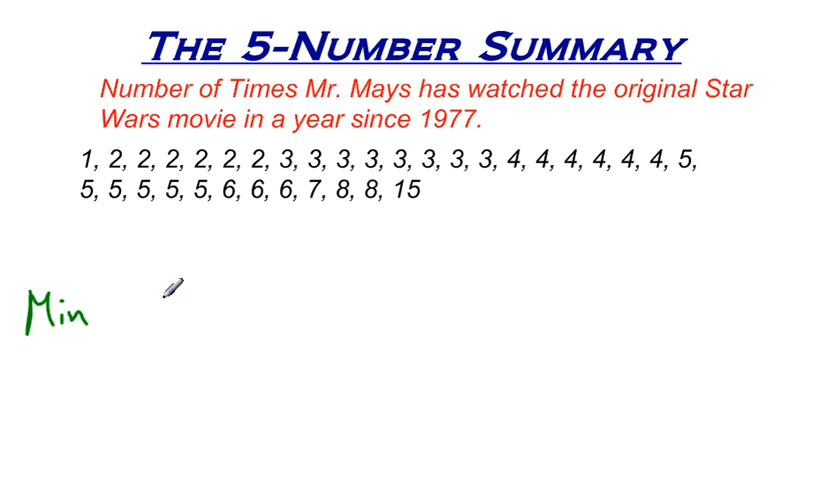 The 5-Number Summary
Number of Times Mr. Mays has watched the original Star
Wars movie in a year since 1977.
1, 2, 2, 2, 2, 2, 2, 3, 3, 3, 3, 3, 3, 3, 3, 4, 4, 4, 4, 4, 4, 5,
5, 5, 5, 5, 5, 6, 6, 6, 7, 8, 8, 15
Min